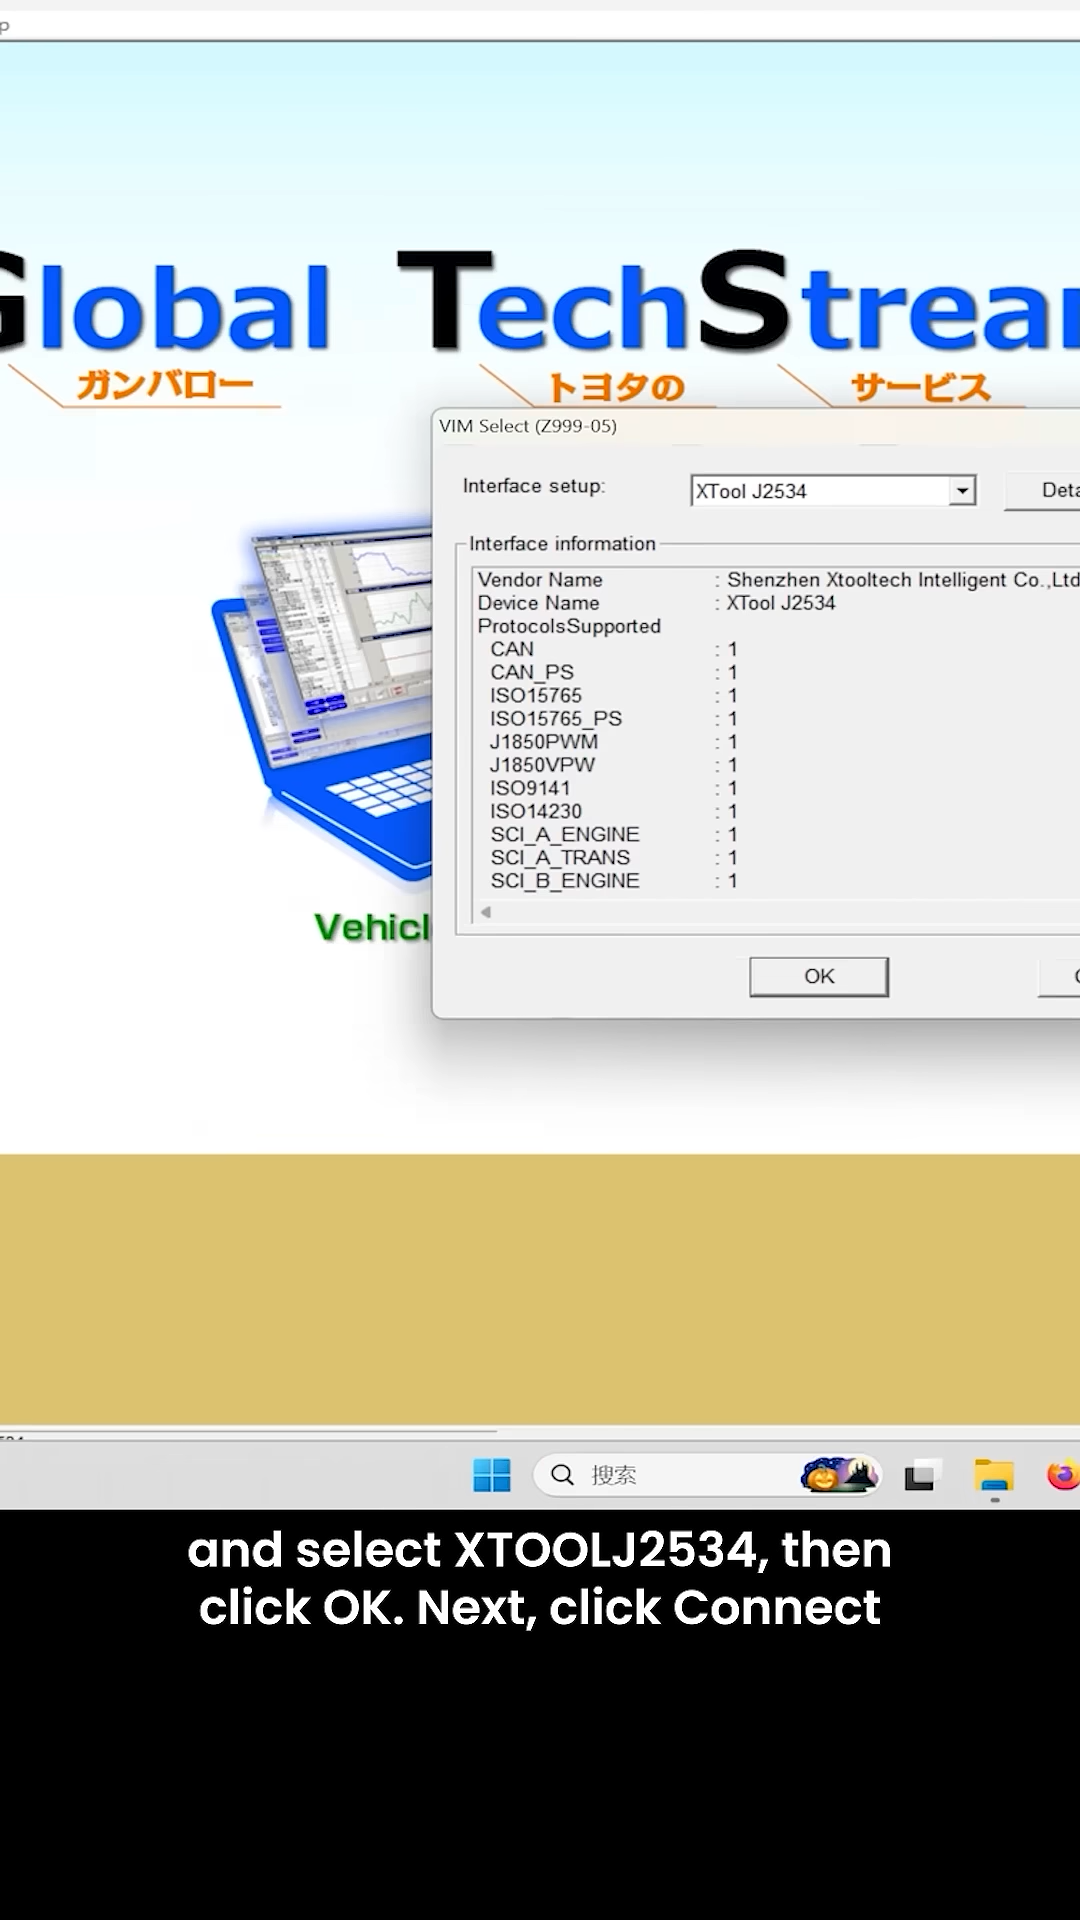 p
Global TechStrea
ガンバロー トヨタの サービス
VIM Select (Z999-05)
Interface setup: XTool J2534 Deta
Interface information
Vendor Name : Shenzhen Xtooltech Intelligent Co.,Ltd
Device Name : XTool J2534
ProtocolsSupported
CAN : 1
CAN_PS : 1
ISO15765 : 1
ISO15765_PS : 1
J1850PWM : 1
J1850VPW : 1
ISO9141 : 1
ISO14230 : 1
SCI_A_ENGINE : 1
SCI_A_TRANS : 1
SCI_B_ENGINE : 1
Vehicl
OK
搜索
and select XTOOLJ2534, then
click OK. Next, click Connect